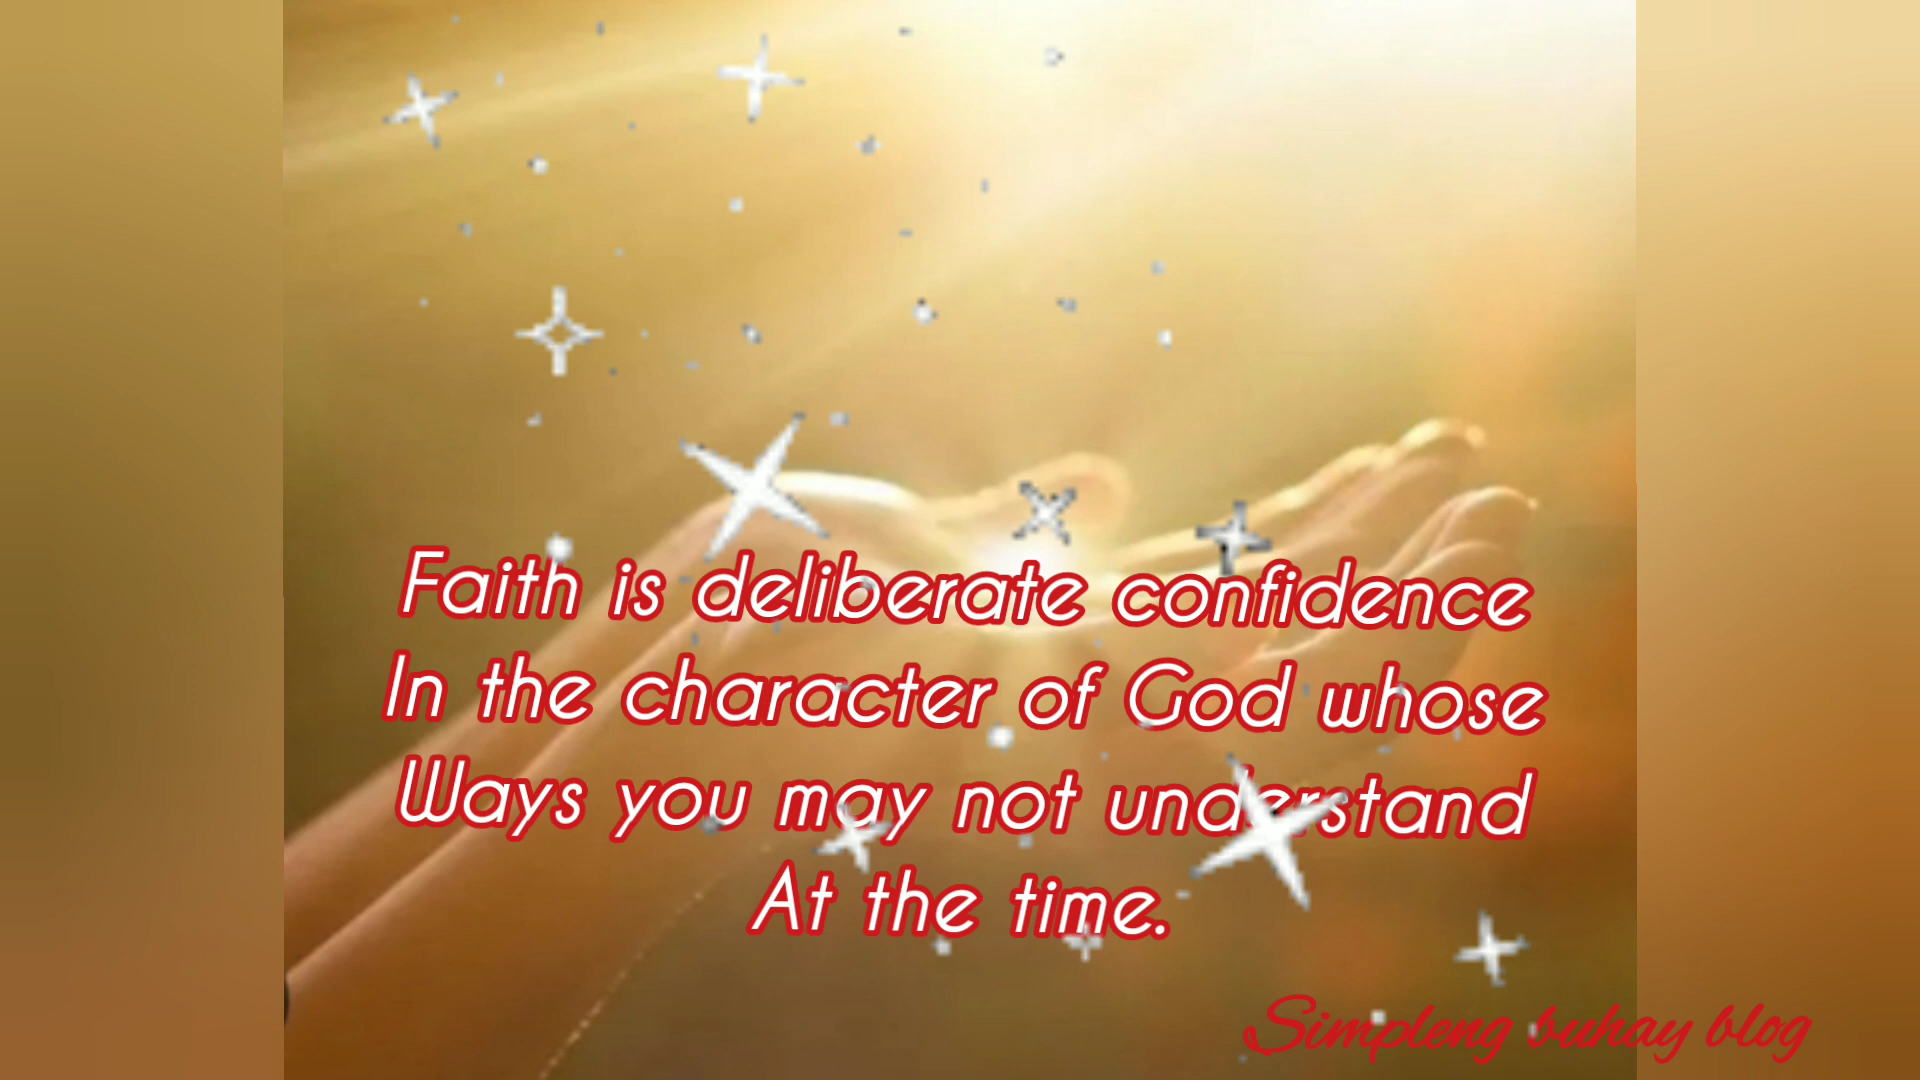 Faith is deliberate confidence
In the character of God whose
Ways you may not understand
At the time.
Simpleng buhay blog